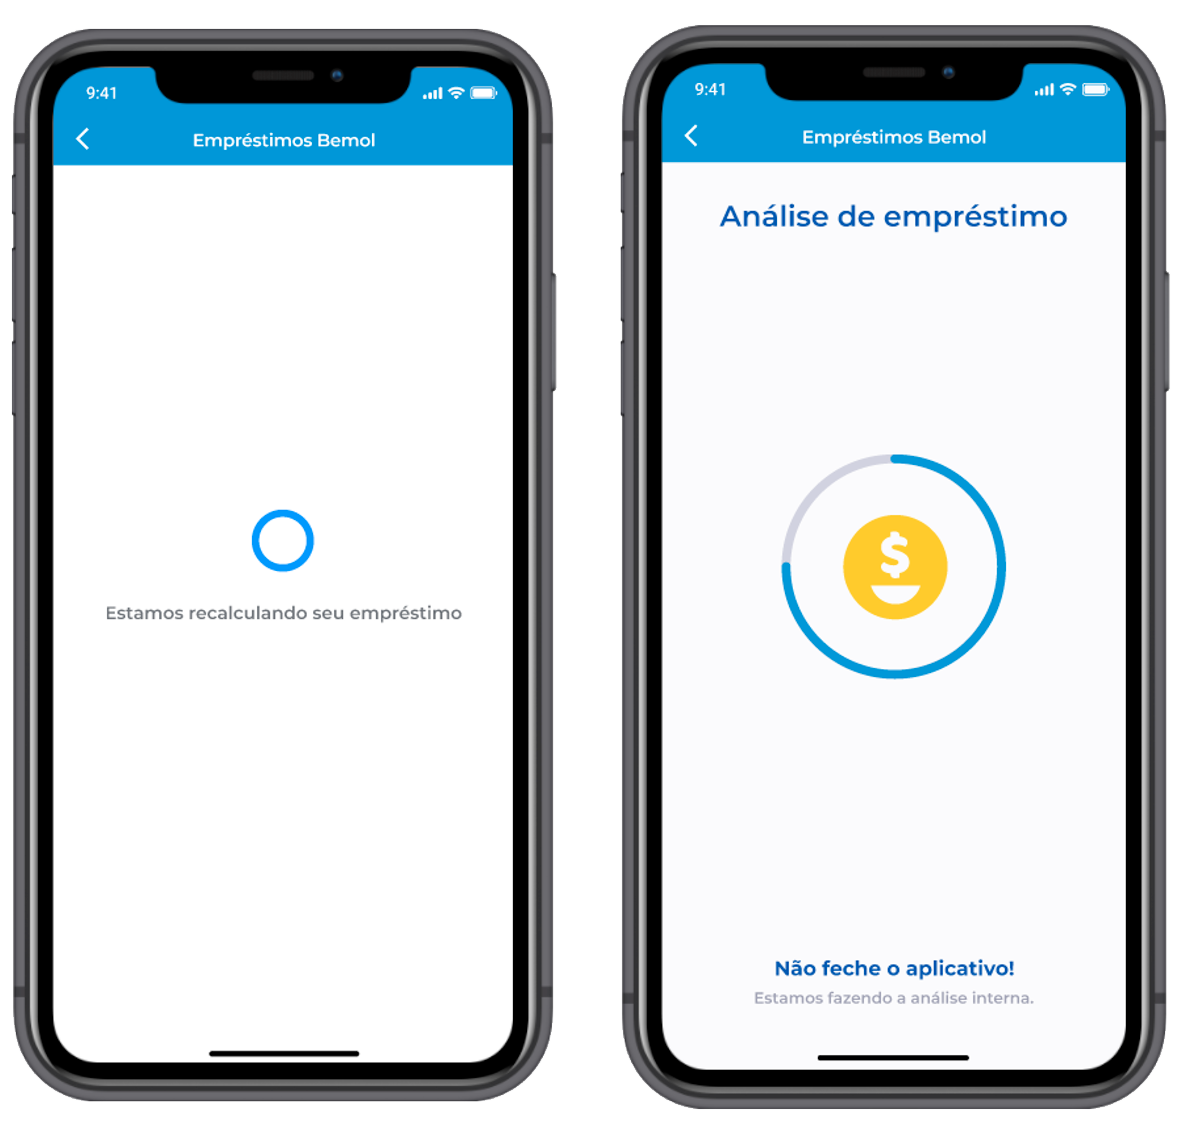 9:41
Empréstimos Bemol
Estamos recalculando seu empréstimo
9:41
Empréstimos Bemol
Análise de empréstimo
$
Não feche o aplicativo!
Estamos fazendo a análise interna.